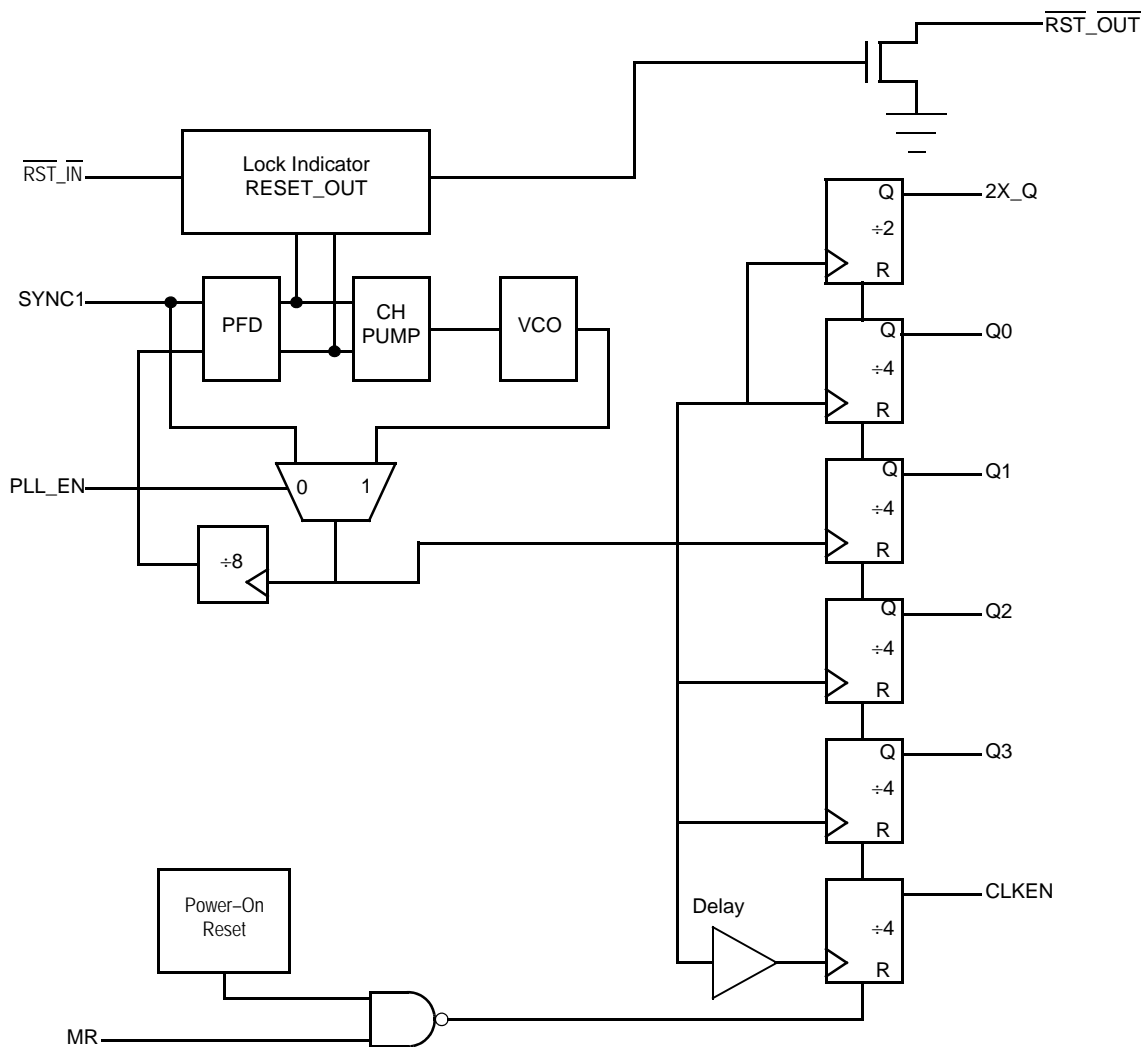 RST_OUT
Lock Indicator
RESET_OUT
RST_IN
Q
2X_Q
÷2
R
SYNC1
PFD
CH
PUMP
VCO
Q
Q0
÷4
R
PLL_EN
0
1
Q
Q1
÷4
R
÷8
Q
Q2
÷4
R
Q
Q3
÷4
R
Power–On
Reset
Delay
Q
CLKEN
÷4
R
MR